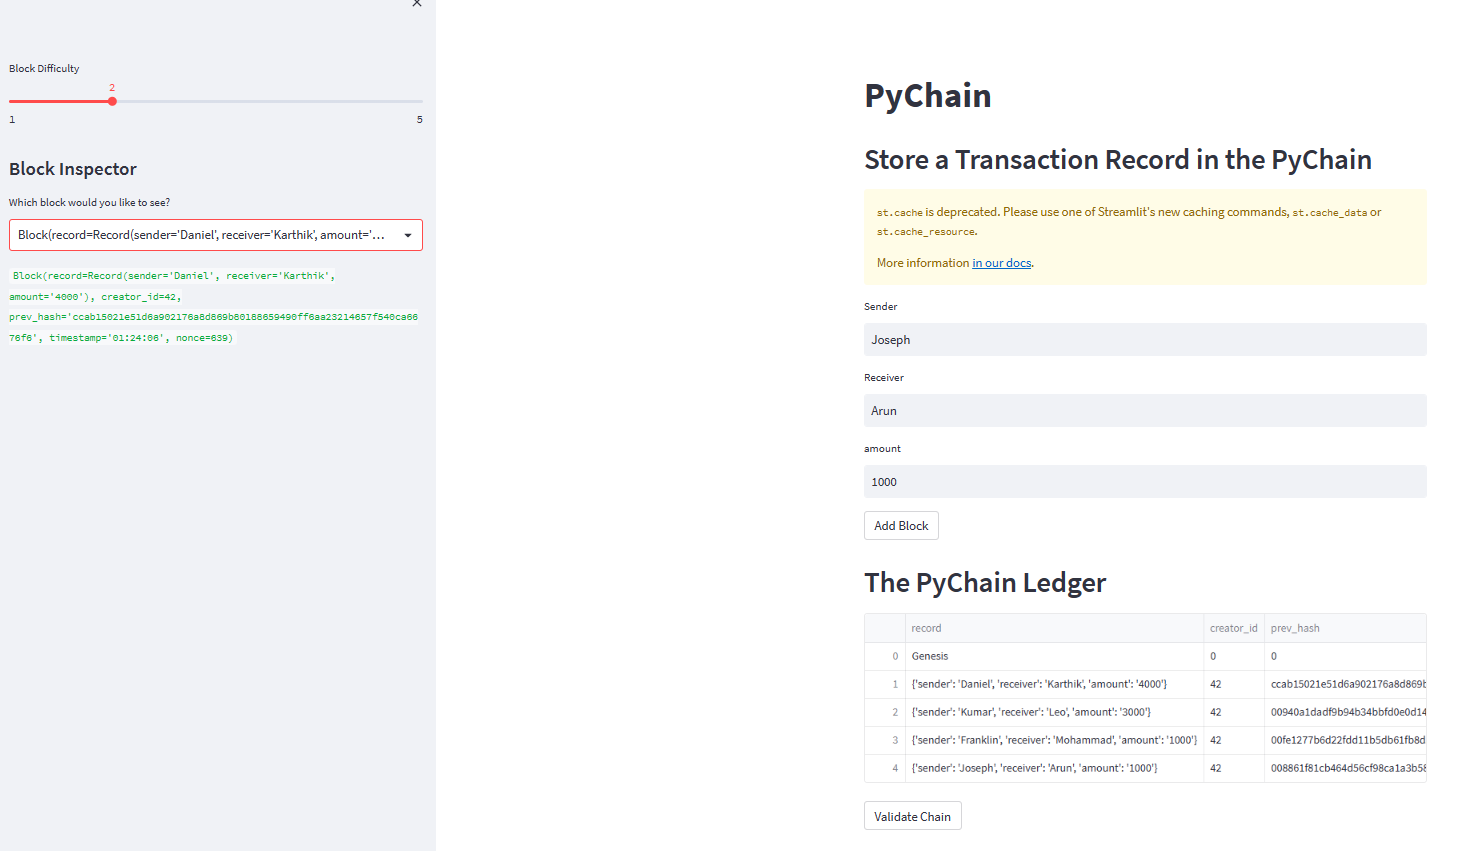 ×
Block Difficulty
2
1 5
Block Inspector
Which block would you like to see?
Block(record=Record(sender='Daniel', receiver='Karthik', amount='...
Block(record=Record(sender='Daniel', receiver='Karthik',
amount='4000'), creator_id=42,
prev_hash='ccab15021e51d6a902176a8d869b80188659490ff6aa23214657f540ca66
76f6', timestamp='01:24:06', nonce=639)
PyChain
Store a Transaction Record in the PyChain
st.cache is deprecated. Please use one of Streamlit's new caching commands, st.cache_data or
st.cache_resource.
More information in our docs.
Sender
Joseph
Receiver
Arun
amount
1000
Add Block
The PyChain Ledger
record creator_id prev_hash
0 Genesis 0 0
1 {'sender': 'Daniel', 'receiver': 'Karthik', 'amount': '4000'} 42 ccab15021e51d6a902176a8d869b
2 {'sender': 'Kumar', 'receiver': 'Leo', 'amount': '3000'} 42 00940a1dadf9b94b34bbfd0e0d14
3 {'sender': 'Franklin', 'receiver': 'Mohammad', 'amount': '1000'} 42 00fe1277b6d22fdd11b5db61fb8d
4 {'sender': 'Joseph', 'receiver': 'Arun', 'amount': '1000'} 42 008861f81cb464d56cf98ca1a3b58
Validate Chain